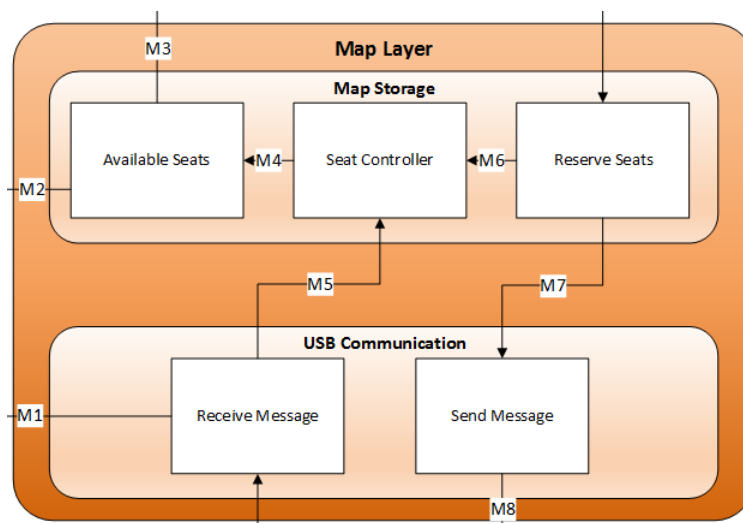 M3
Map Layer
Map Storage
Available Seats
M4
Seat Controller
M6
Reserve Seats
M2
M5
M7
USB Communication
M1
Receive Message
Send Message
M8